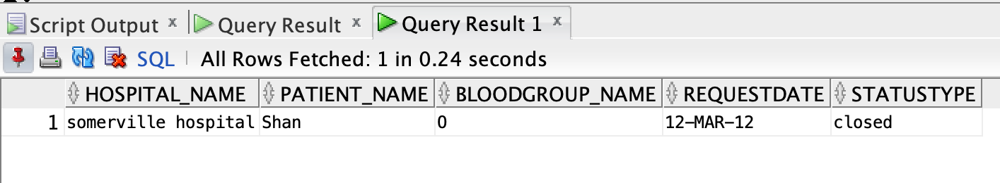 Script Output x Query Result x Query Result 1 x
SQL All Rows Fetched: 1 in 0.24 seconds
HOSPITAL_NAME PATIENT_NAME BLOODGROUP_NAME REQUESTDATE STATUSTYPE
1 somerville hospital Shan O 12-MAR-12 closed